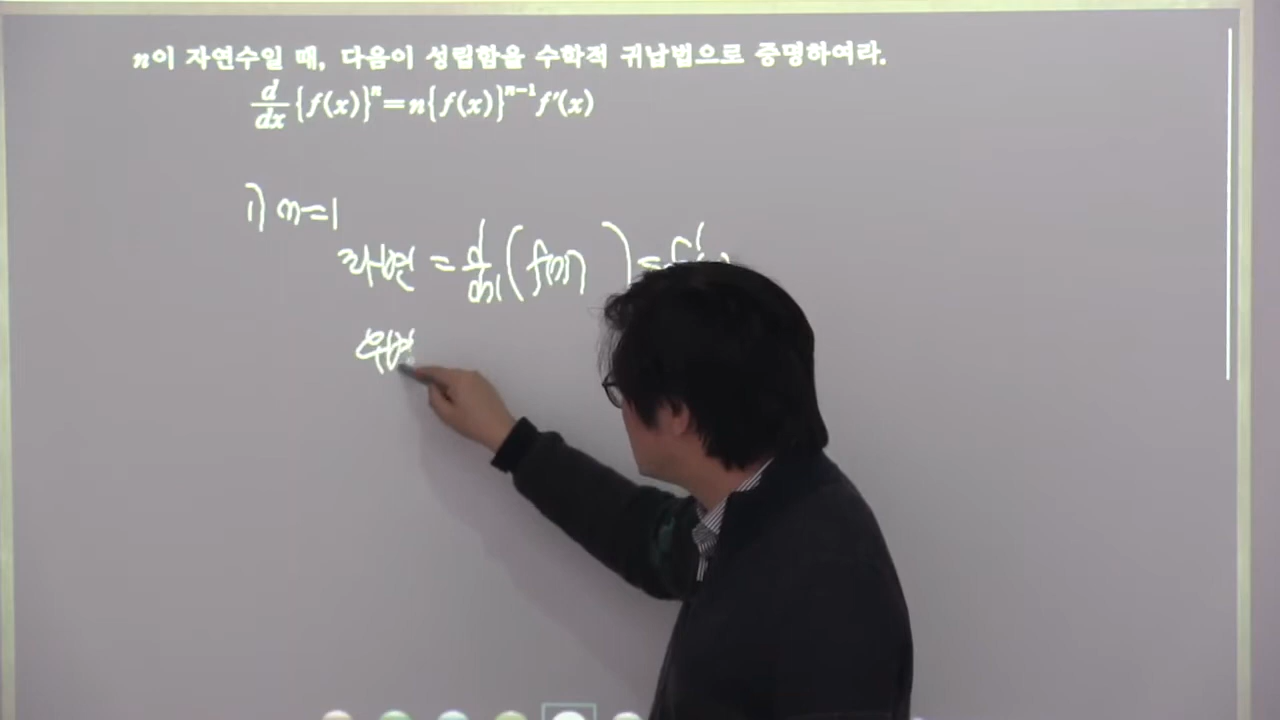 n이 자연수일 때, 다음이 성립함을 수학적 귀납법으로 증명하여라.
d/dx {f(x)}ⁿ=n{f(x)}ⁿ⁻¹f′(x)
i) n=1
좌변 = d/dx (f(x) ) = f′
우변